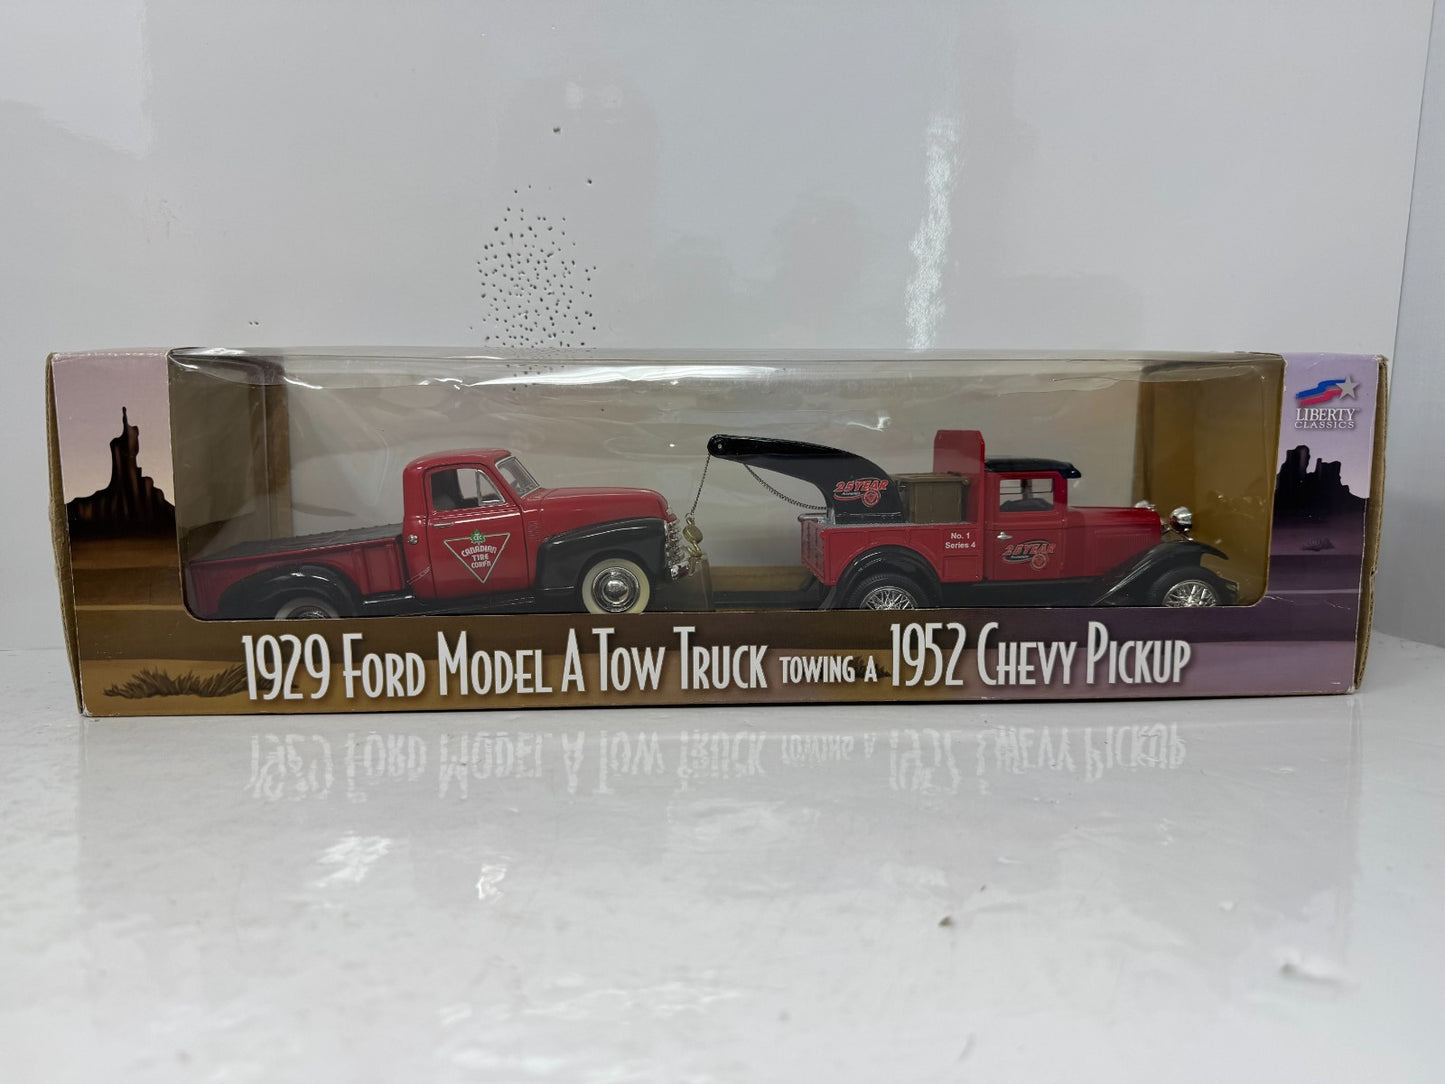 LIBERTY
CLASSICS
25 YEAR
No. 1
Series 4
25 YEAR
CANADIAN
TIRE
CORP'N
1929 FORD MODEL A TOW TRUCK TOWING A 1952 CHEVY PICKUP